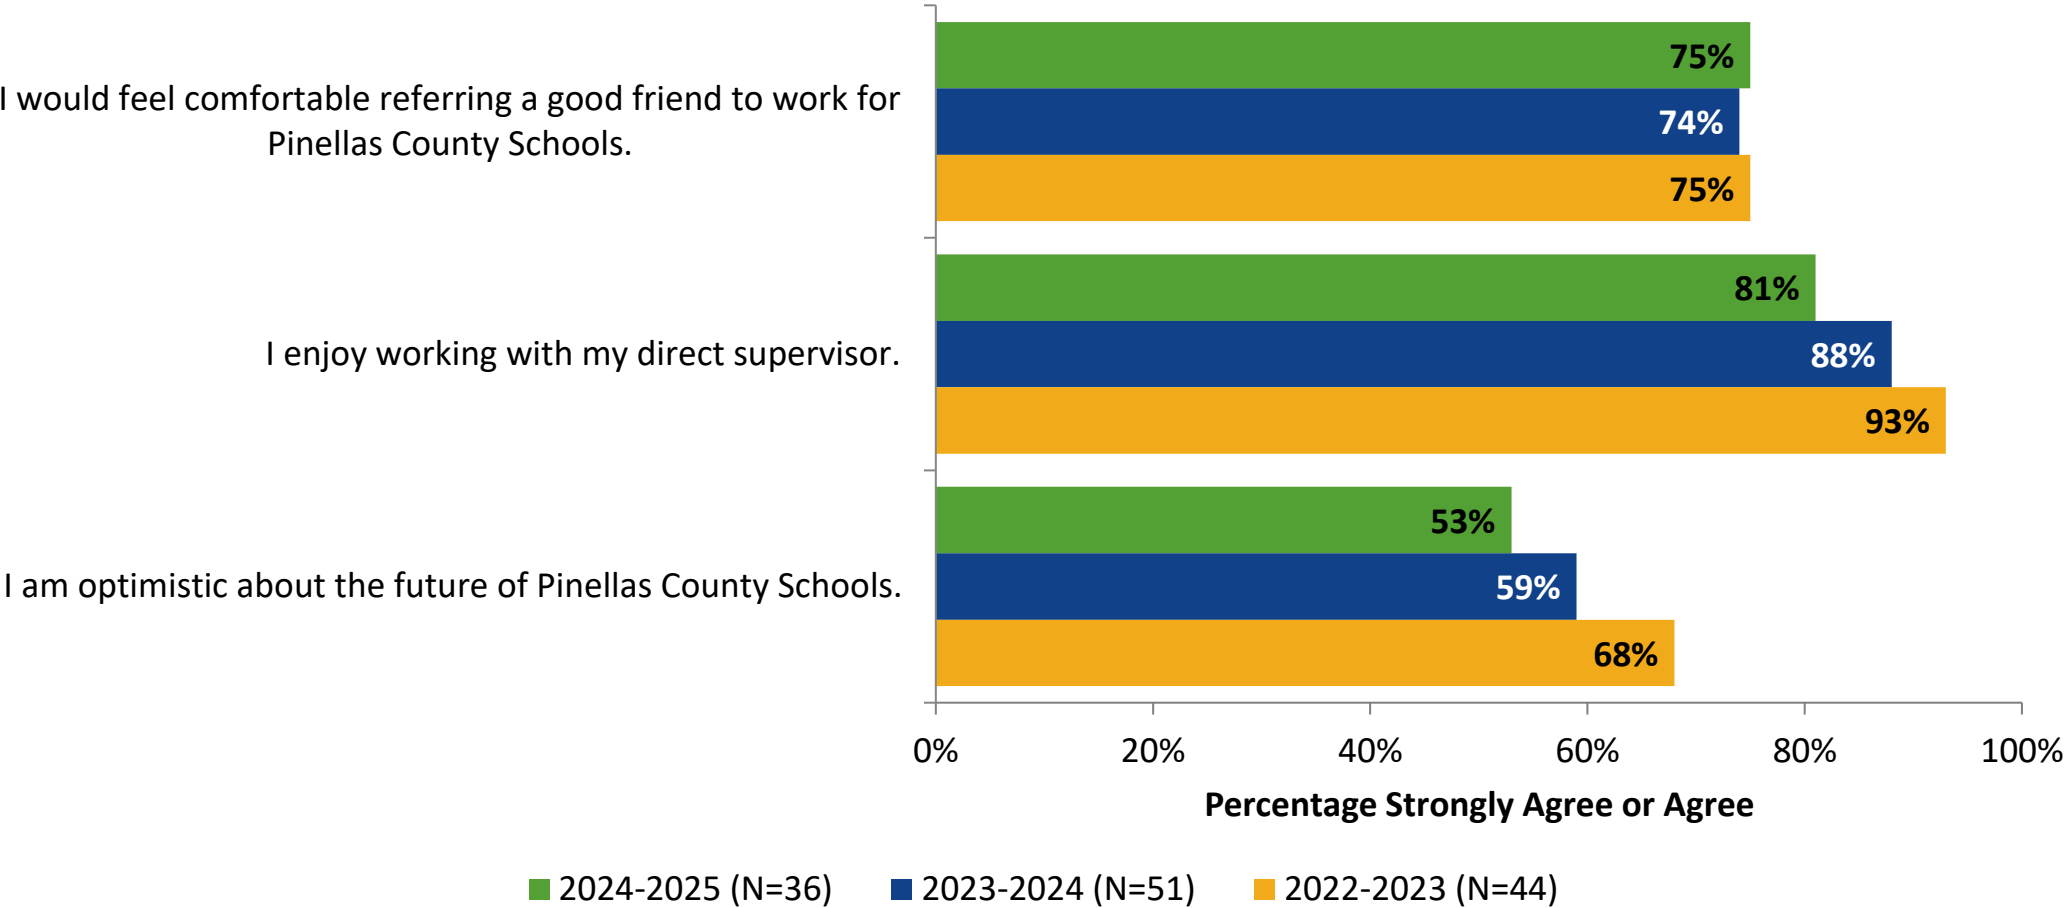 I would feel comfortable referring a good friend to work for
Pinellas County Schools.
75%
74%
75%
I enjoy working with my direct supervisor.
81%
88%
93%
I am optimistic about the future of Pinellas County Schools.
53%
59%
68%
0% 20% 40% 60% 80% 100%
Percentage Strongly Agree or Agree
2024-2025 (N=36) 2023-2024 (N=51) 2022-2023 (N=44)